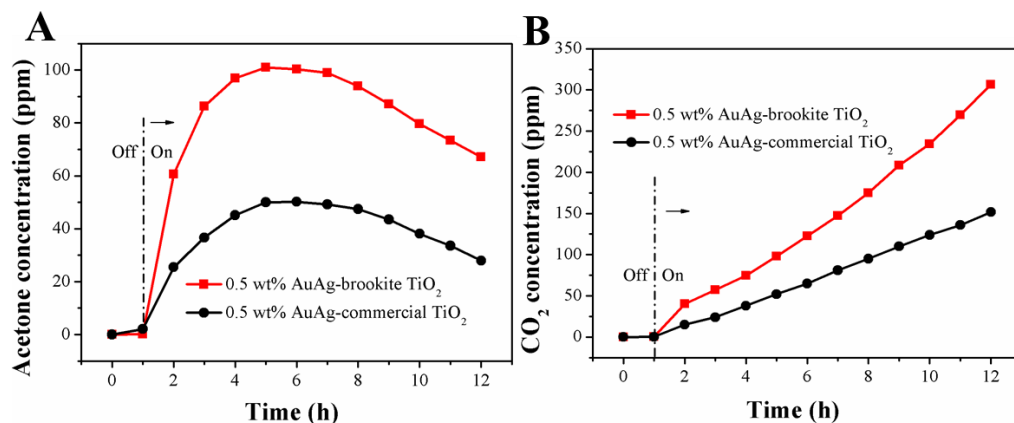 A
Acetone concentration (ppm)
100
80
60
40
20
0
Off
On
0.5 wt% AuAg-brookite TiO2
0.5 wt% AuAg-commercial TiO2
0 2 4 6 8 10 12
Time (h)
B
CO2 concentration (ppm)
350
300
250
200
150
100
50
0
0.5 wt% AuAg-brookite TiO2
0.5 wt% AuAg-commercial TiO2
Off
On
0 2 4 6 8 10 12
Time (h)